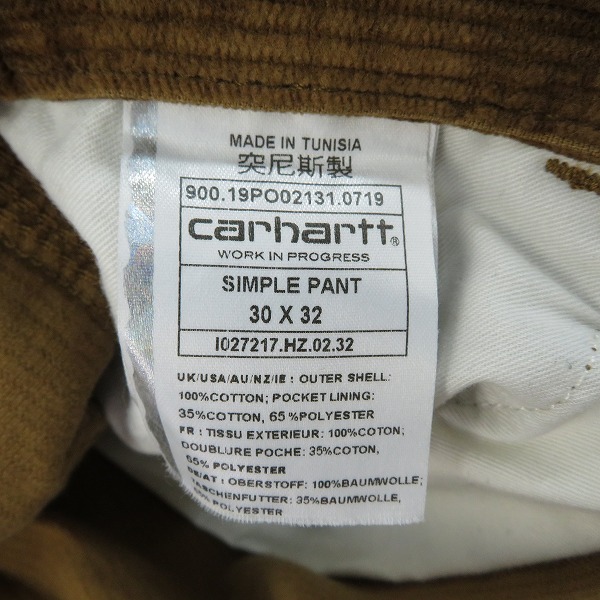 MADE IN TUNISIA
突尼斯製
900.19PO02131.0719
carhartt®
WORK IN PROGRESS
SIMPLE PANT
30 X 32
I027217.HZ.02.32
UK/USA/AU/NZ/IE : OUTER SHELL:
100%COTTON; POCKET LINING:
35%COTTON, 65%POLYESTER
FR : TISSU EXTERIEUR: 100%COTON;
DOUBLURE POCHE: 35%COTON,
65% POLYESTER
DE/AT : OBERSTOFF: 100%BAUMWOLLE;
TASCHENFUTTER: 35%BAUMWOLLE,
POLYESTER